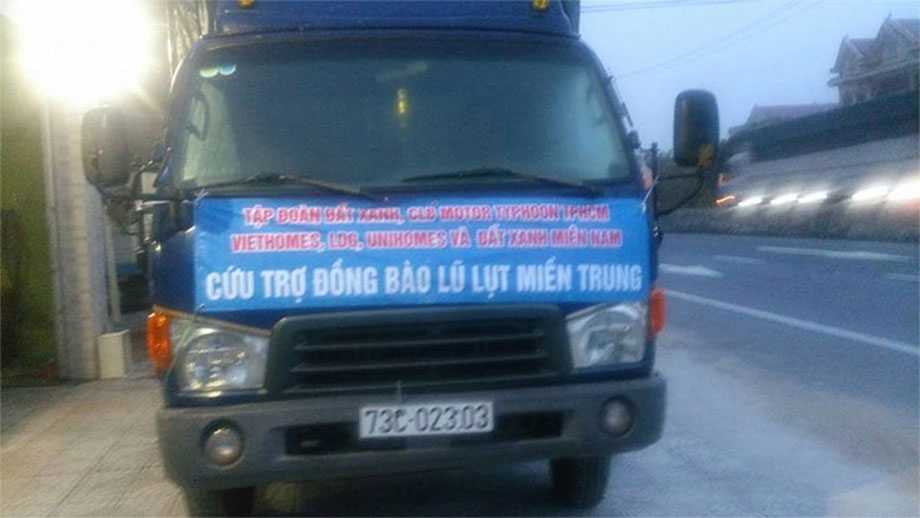 TẬP ĐOÀN ĐẤT XANH, CLB MOTOR TYPHOON TPHCM
VIETHOMES, LDG, UNIHOMES VÀ ĐẤT XANH MIỀN NAM
CỨU TRỢ ĐỒNG BÀO LŨ LỤT MIỀN TRUNG
73C-023.03